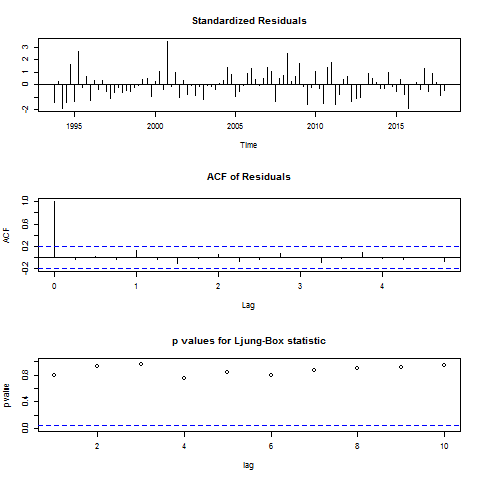 Standardized Residuals
3
2
1
0
-2
1995 2000 2005 2010 2015
Time
ACF of Residuals
1.0
0.6
0.2
-0.2
ACF
0 1 2 3 4
Lag
p values for Ljung-Box statistic
0.8
0.4
0.0
p value
2 4 6 8 10
lag